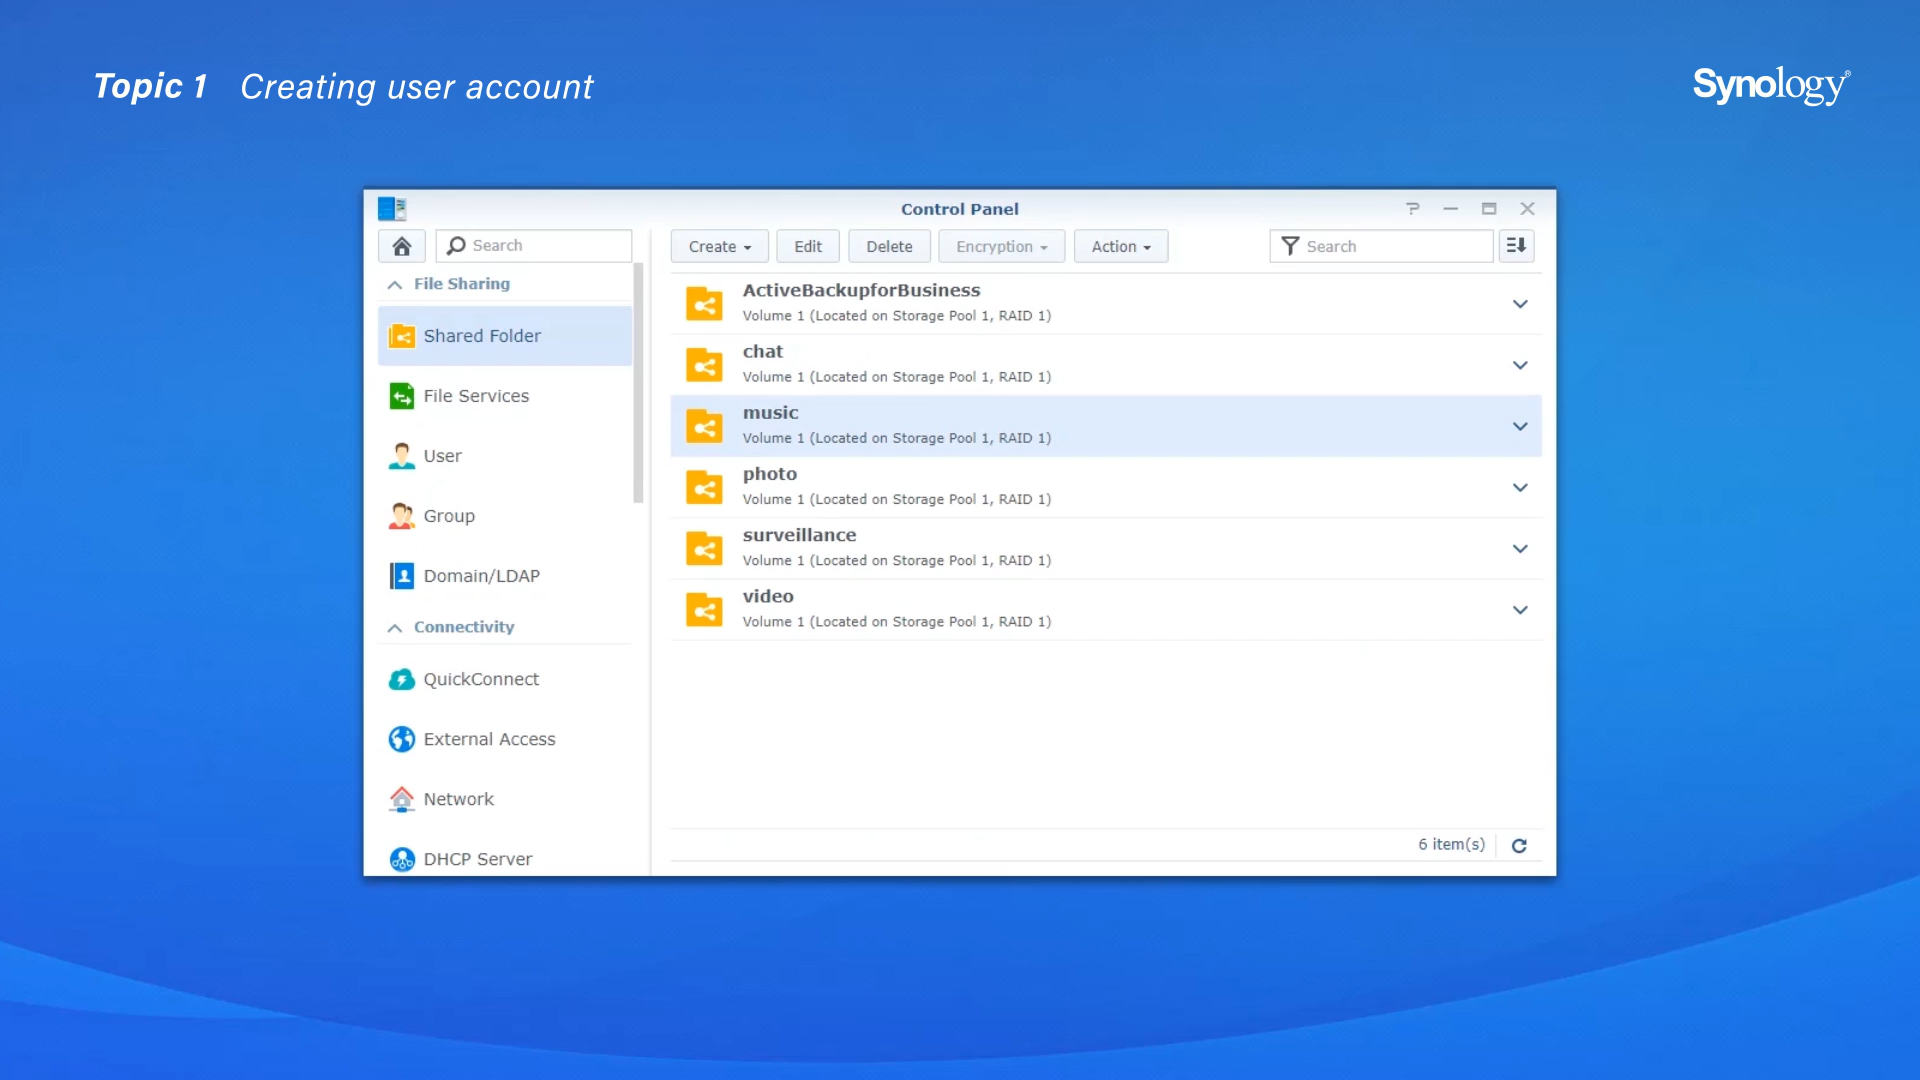 Topic 1 Creating user account
Synology®
Control Panel
Search
Create
Edit
Delete
Encryption
Action
Search
File Sharing
Shared Folder
File Services
User
Group
Domain/LDAP
Connectivity
QuickConnect
External Access
Network
DHCP Server
ActiveBackupforBusiness
Volume 1 (Located on Storage Pool 1, RAID 1)
chat
Volume 1 (Located on Storage Pool 1, RAID 1)
music
Volume 1 (Located on Storage Pool 1, RAID 1)
photo
Volume 1 (Located on Storage Pool 1, RAID 1)
surveillance
Volume 1 (Located on Storage Pool 1, RAID 1)
video
Volume 1 (Located on Storage Pool 1, RAID 1)
6 item(s)